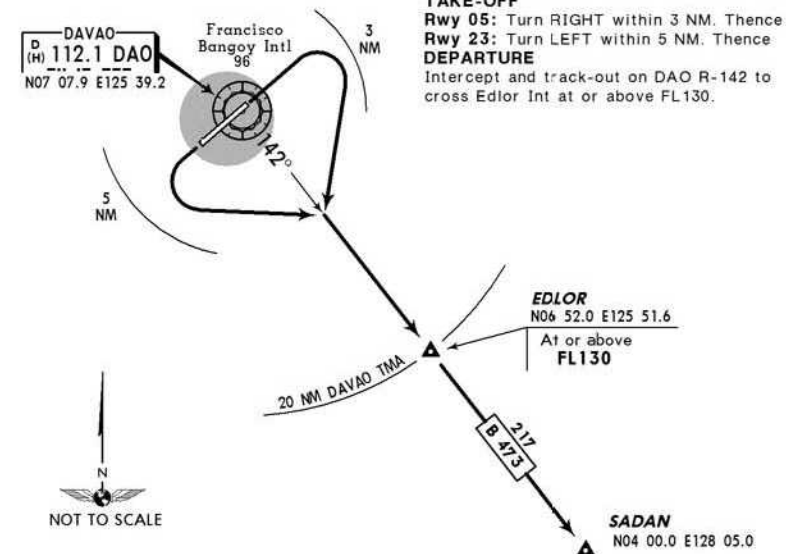 TAKE-OFF
Rwy 05: Turn RIGHT within 3 NM. Thence
Rwy 23: Turn LEFT within 5 NM. Thence
DEPARTURE
Intercept and track-out on DAO R-142 to
cross Edlor Int at or above FL130.
DAVAO
D
(H) 112.1 DAO
N07 07.9 E125 39.2
Francisco
Bangoy Intl
96
3
NM
142°
5
NM
EDLOR
N06 52.0 E125 51.6
At or above
FL130
20 NM DAVAO TMA
217
B 473
N
NOT TO SCALE
SADAN
N04 00.0 E128 05.0